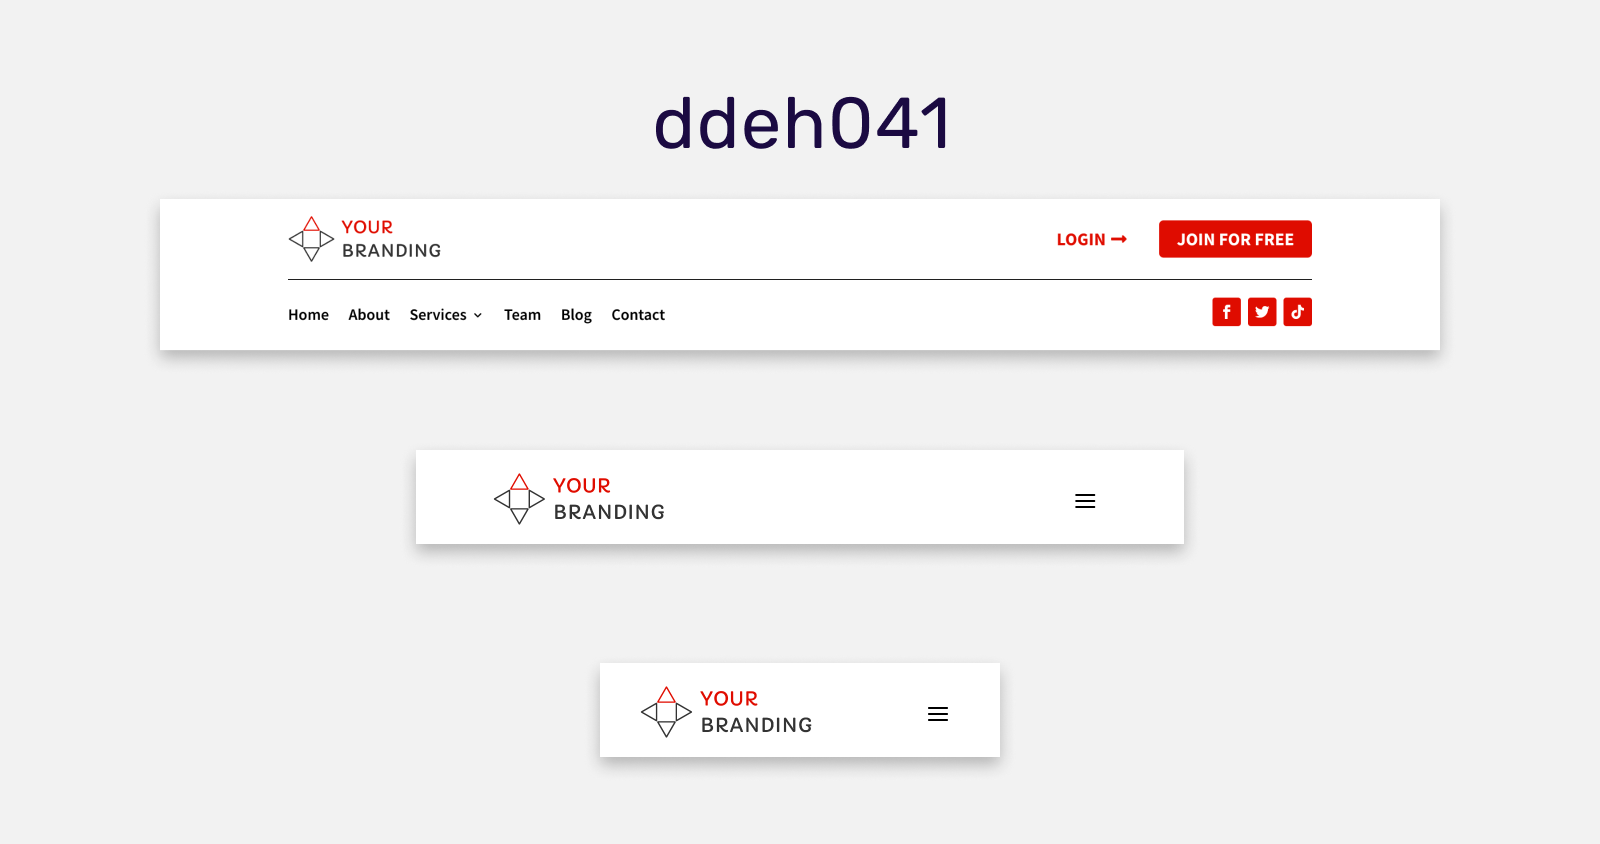 ddeh041
YOUR
BRANDING
LOGIN
JOIN FOR FREE
Home About Services Team Blog Contact
YOUR
BRANDING
YOUR
BRANDING